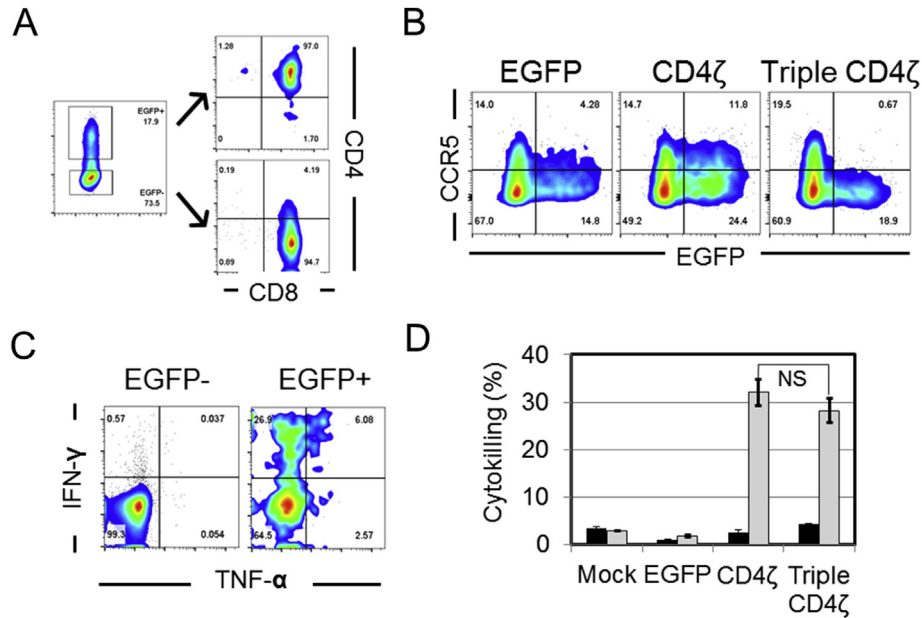 A
EGFP+
17.9
EGFP-
73.5
1.28 97.0
0 1.70
0.19 4.19
0.89 94.7
CD4
CD8
B
EGFP CD4ζ Triple CD4ζ
14.0 4.28
67.0 14.8
14.7 11.8
49.2 24.4
19.5 0.67
60.9 18.9
CCR5
EGFP
C
EGFP- EGFP+
0.57 0.037
99.3 0.054
26.9 6.08
64.5 2.57
IFN-γ
TNF-α
D
Cytokilling (%)
40
30
20
10
0
NS
Mock EGFP CD4ζ Triple
CD4ζ